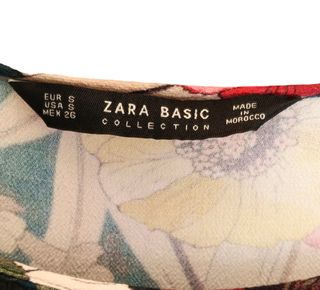 EUR S
USA S
MEX 26
ZARA BASIC
COLLECTION
MADE
IN
MOROCCO